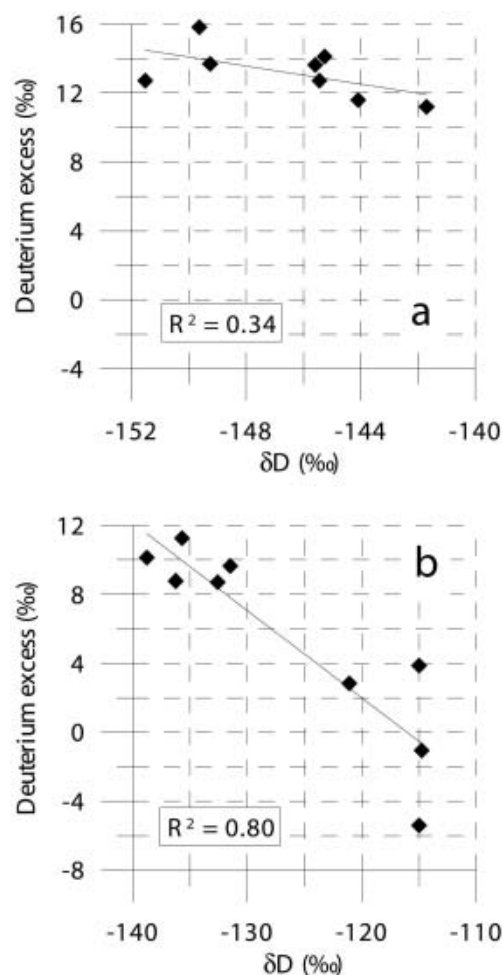 16
12
8
4
0
-4
Deuterium excess (‰)
R² = 0.34
a
-152
-148
-144
-140
δD (‰)
12
8
4
0
-4
-8
Deuterium excess (‰)
b
R² = 0.80
-140
-130
-120
-110
δD (‰)